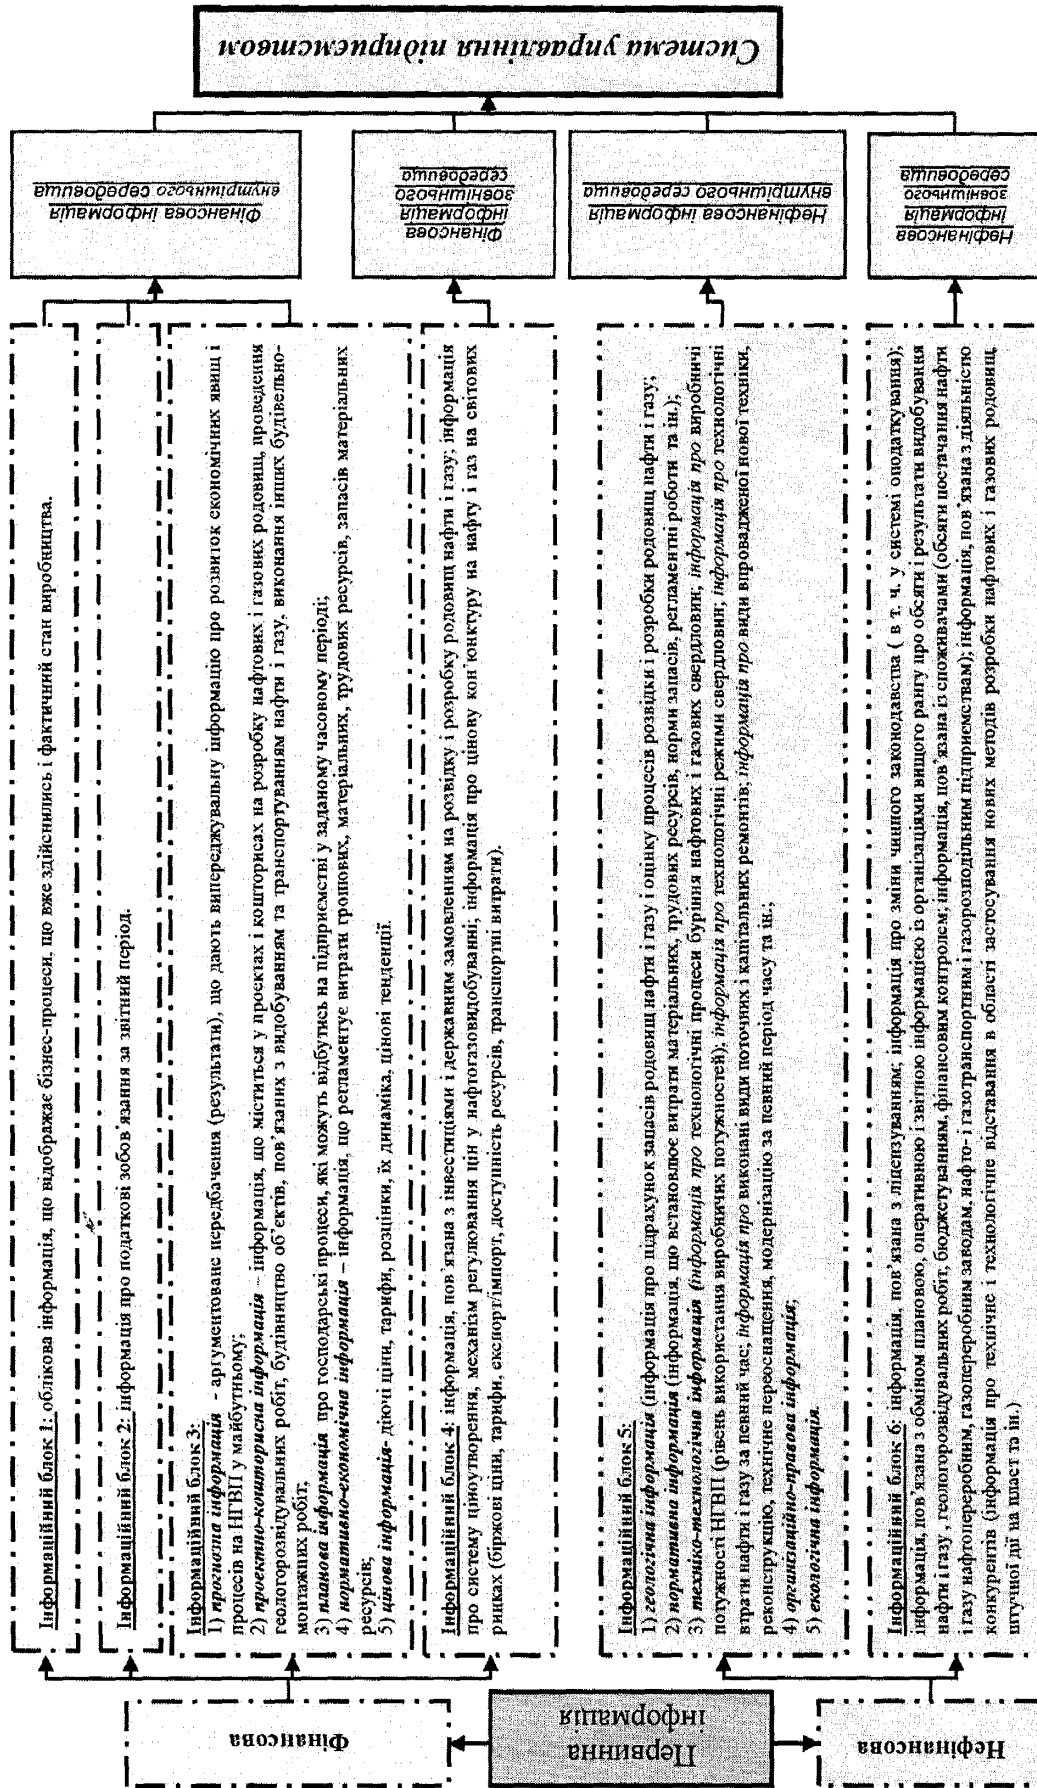 Первинна
інформація
Фінансова
Нефінансова
Інформаційний блок 1: облікова інформація, що відображає бізнес-процеси, що вже здійснились і фактичний стан виробництва.
Інформаційний блок 2: інформація про податкові зобов'язання за звітний період.
Інформаційний блок 3:
1) прогнозна інформація - аргументоване передбачення (результати), що дають випереджувальну інформацію про розвиток економічних явищ і
процесів на НГВП у майбутньому;
2) проектно-кошторисна інформація – інформація, що міститься у проектах і кошторисах на розробку нафтових і газових родовищ, проведення
геологорозвідувальних робіт, будівництво об'єктів, пов'язаних з видобуванням та транспортуванням нафти і газу, виконання інших будівельно-
монтажних робіт;
3) планова інформація про господарські процеси, які можуть відбутись на підприємстві у заданому часовому періоді;
4) нормативно-економічна інформація – інформація, що регламентує витрати грошових, матеріальних, трудових ресурсів, запасів матеріальних
ресурсів;
5) цінова інформація- діючі ціни, тарифи, розцінки, їх динаміка, цінові тенденції.
Інформаційний блок 4: інформація, пов'язана з інвестиціями і державним замовленням на розвідку і розробку родовищ нафти і газу; інформація
про систему ціноутворення, механізм регулювання цін у нафтогазовидобуванні; інформація про цінову кон'юнктуру на нафту і газ на світових
ринках (біржові ціни, тарифи, експорт/імпорт, доступність ресурсів, транспортні витрати).
Інформаційний блок 5:
1) геологічна інформація (інформація про підрахунок запасів родовищ нафти і газу і оцінку процесів розвідки і розробки родовищ нафти і газу;
2) нормативна інформація (інформація, що встановлює витрати матеріальних, трудових ресурсів, норми запасів, регламентні роботи та ін.);
3) техніко-технологічна інформація (інформація про технологічні процеси буріння нафтових і газових свердловин; інформація про виробничі
потужності НГВП (рівень використання виробничих потужностей); інформація про технологічні режими свердловин; інформація про технологічні
втрати нафти і газу за певний час; інформація про виконані види поточних і капітальних ремонтів; інформація про види впровадженої нової техніки,
реконструкцію, технічне переоснащення, модернізацію за певний період часу та ін.;
4) організаційно-правова інформація;
5) екологічна інформація.
Інформаційний блок 6: інформація, пов'язана з ліцензуванням; інформація про зміни чинного законодавства ( в т. ч. у системі оподаткування);
інформація, пов'язана з обміном плановою, оперативною і звітною інформацією із організаціями вищого рангу про обсяги і результати видобування
нафти і газу, геологорозвідувальних робіт, бюджетуванням, фінансовим контролем; інформація, пов'язана із споживачами (обсяги постачання нафти
і газу нафтопереробним, газопереробним заводам, нафто- і газотранспортним і газорозподільним підприємствам); інформація, пов'язана з діяльністю
конкурентів (інформація про технічне і технологічне відставання в області застосування нових методів розробки нафтових і газових родовищ,
штучної дії на пласт та ін.)
Фінансова інформація
внутрішнього середовища
Фінансова
інформація
зовнішнього
середовища
Нефінансова інформація
внутрішнього середовища
Нефінансова
інформація
зовнішнього
середовища
Система управління підприємством